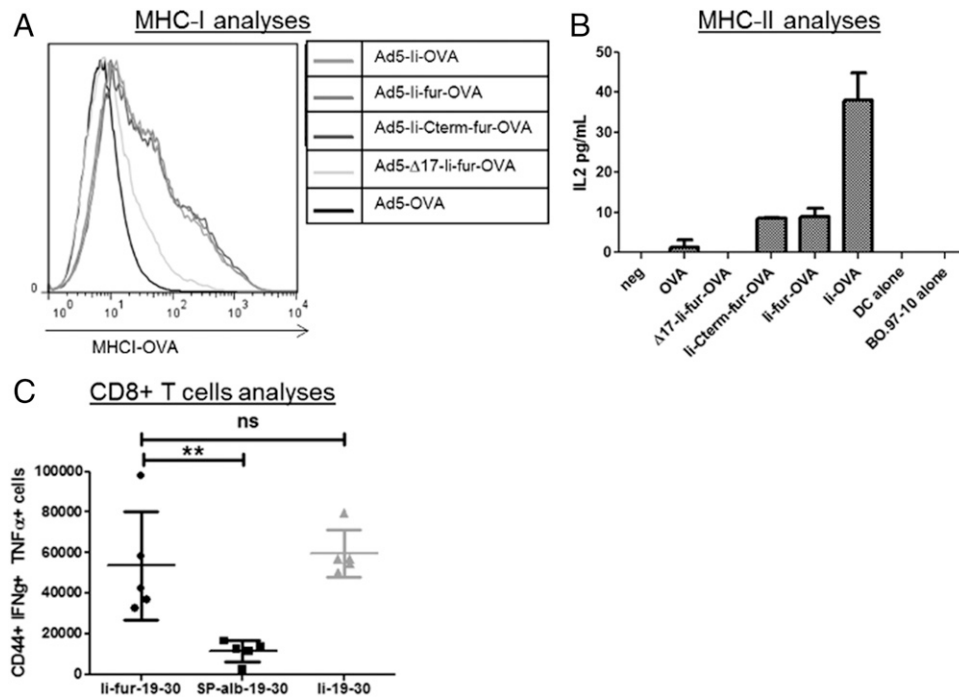 A
MHC-I analyses
0
10⁰ 10¹ 10² 10³ 10⁴
MHCI-OVA
Ad5-Ii-OVA
Ad5-Ii-fur-OVA
Ad5-Ii-Cterm-fur-OVA
Ad5-Δ17-Ii-fur-OVA
Ad5-OVA
B
MHC-II analyses
IL2 pg/mL
50
40
30
20
10
0
neg
OVA
Δ17-Ii-fur-OVA
Ii-Cterm-fur-OVA
Ii-fur-OVA
Ii-OVA
DC alone
BO.97-10 alone
C
CD8+ T cells analyses
ns
**
CD44+ IFNg+ TNFα+ cells
100000
80000
60000
40000
20000
0
Ii-fur-19-30
SP-alb-19-30
Ii-19-30